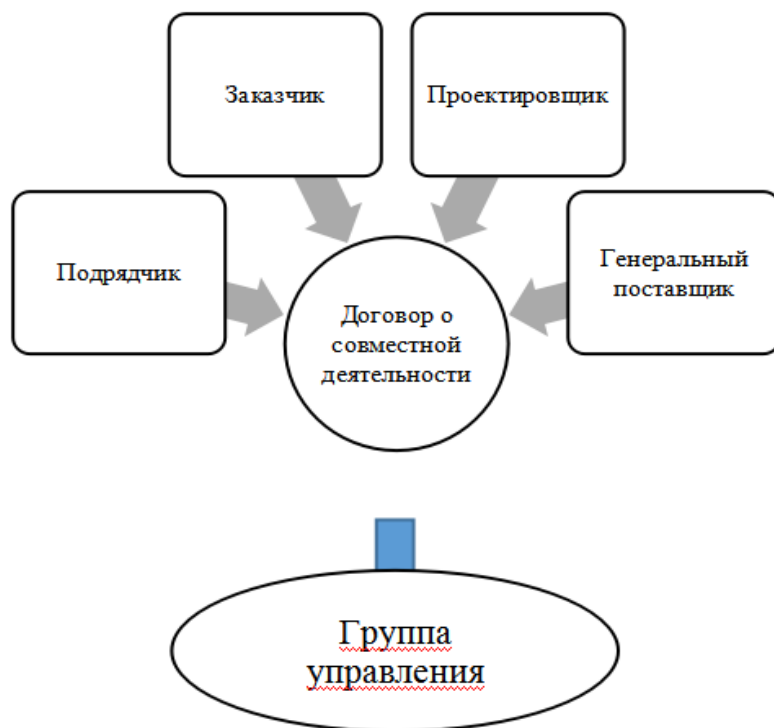 Заказчик
Проектировщик
Подрядчик
Генеральный
поставщик
Договор о
совместной
деятельности
Группа
управления